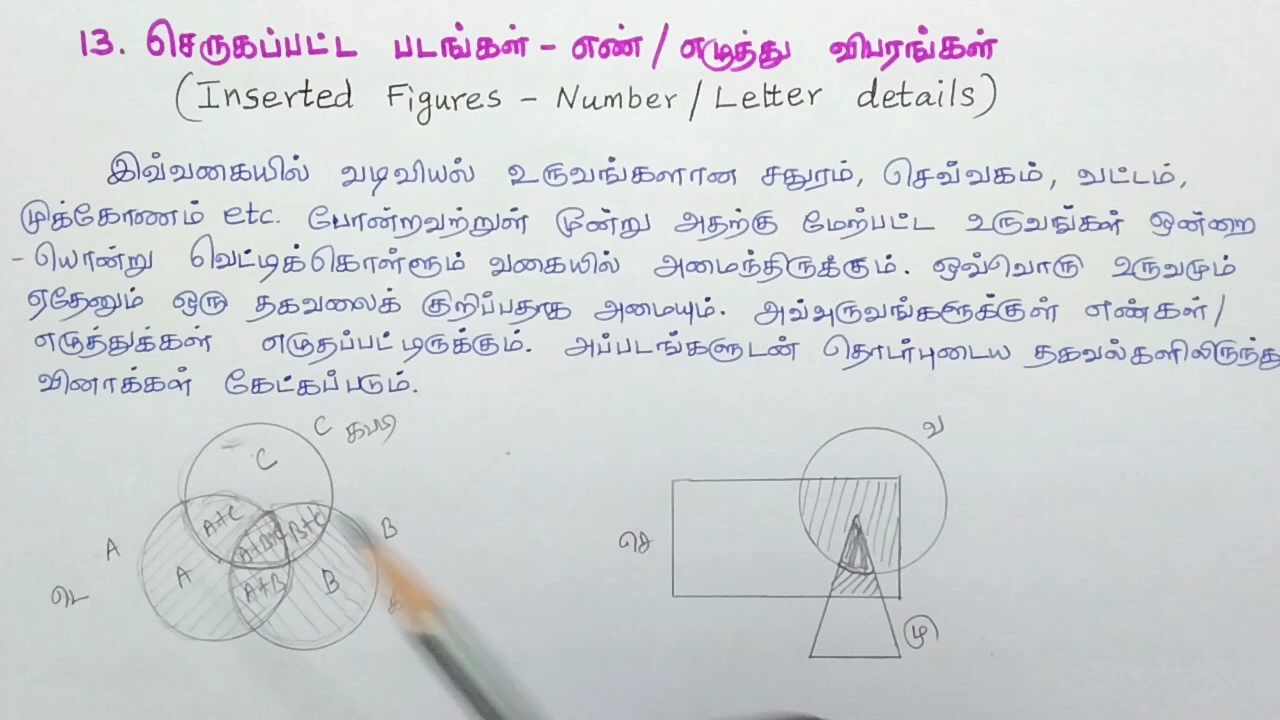 13. செருகப்பட்ட படங்கள் - எண் / எழுத்து விபரங்கள்
(Inserted Figures - Number / Letter details)
இவ்வகையில் வடிவியல் உருவங்களான சதுரம், செவ்வகம், வட்டம்,
முக்கோணம் etc. போன்றவற்றுள் மூன்று அதற்கு மேற்பட்ட உருவங்கள் ஒன்றை
- யொன்று வெட்டிக்கொள்ளும் வகையில் அமைந்திருக்கும். ஒவ்வொரு உருவமும்
ஏதேனும் ஒரு தகவலைக் குறிப்பதாக அமையும். அவ்வுருவங்களுக்குள் எண்கள் /
எழுத்துக்கள் எழுதப்பட்டிருக்கும். அப்படங்களுடன் தொடர்புடைய தகவல்களிலிருந்து
வினாக்கள் கேட்கப்படும்.
C கபடி
C
A+C
B+C
A+B+C
A
A
A+B
B
B
வ
செ
மு